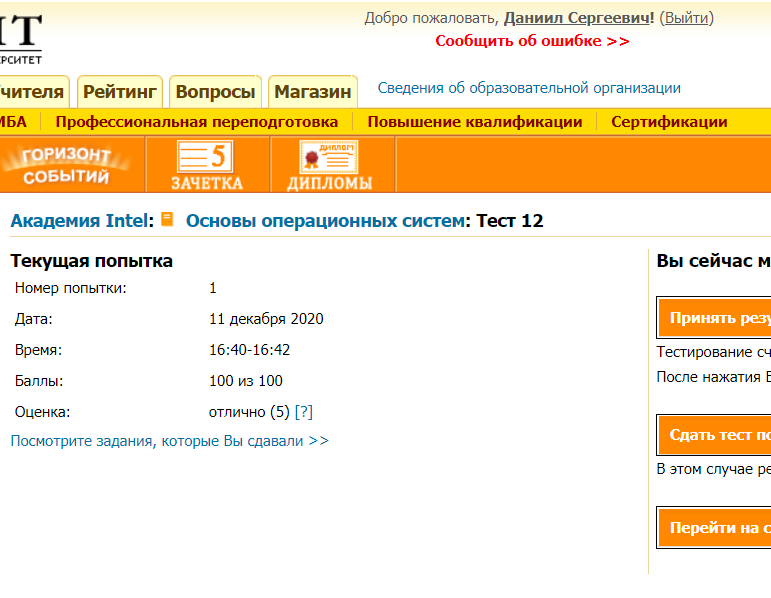 Добро пожаловать, Даниил Сергеевич! (Выйти)
Сообщить об ошибке >>
ИТ
ЕРСИТЕТ
Учителя Рейтинг Вопросы Магазин Сведения об образовательной организации
МБА Профессиональная переподготовка Повышение квалификации Сертификации
ГОРИЗОНТ
СОБЫТИЙ
5
ЗАЧЕТКА
ДИПЛОМ
ДИПЛОМЫ
Академия Intel: Основы операционных систем: Тест 12
Текущая попытка
Номер попытки: 1
Дата: 11 декабря 2020
Время: 16:40-16:42
Баллы: 100 из 100
Оценка: отлично (5) [?]
Посмотрите задания, которые Вы сдавали >>
Вы сейчас м
Принять резу
Тестирование сч
После нажатия В
Сдать тест по
В этом случае ре
Перейти на с